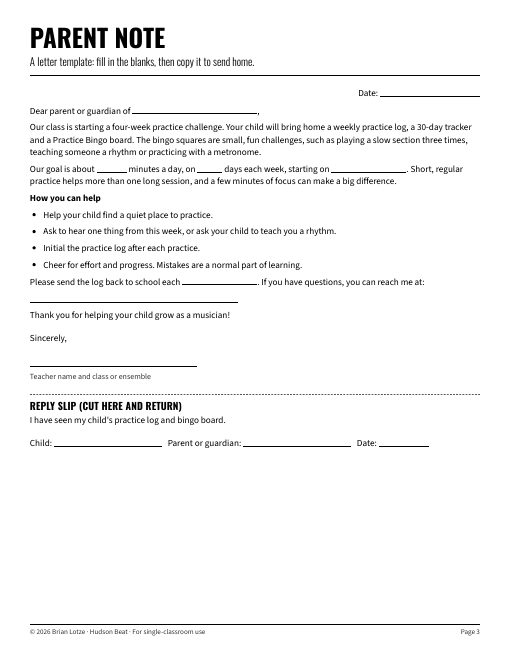 PARENT NOTE
A letter template: fill in the blanks, then copy it to send home.
Date:
Dear parent or guardian of ,
Our class is starting a four-week practice challenge. Your child will bring home a weekly practice log, a 30-day tracker
and a Practice Bingo board. The bingo squares are small, fun challenges, such as playing a slow section three times,
teaching someone a rhythm or practicing with a metronome.
Our goal is about minutes a day, on days each week, starting on . Short, regular
practice helps more than one long session, and a few minutes of focus can make a big difference.
How you can help
• Help your child find a quiet place to practice.
• Ask to hear one thing from this week, or ask your child to teach you a rhythm.
• Initial the practice log after each practice.
• Cheer for effort and progress. Mistakes are a normal part of learning.
Please send the log back to school each . If you have questions, you can reach me at:
Thank you for helping your child grow as a musician!
Sincerely,
Teacher name and class or ensemble
REPLY SLIP (CUT HERE AND RETURN)
I have seen my child's practice log and bingo board.
Child: Parent or guardian: Date:
© 2026 Brian Lotze · Hudson Beat · For single-classroom use Page 3